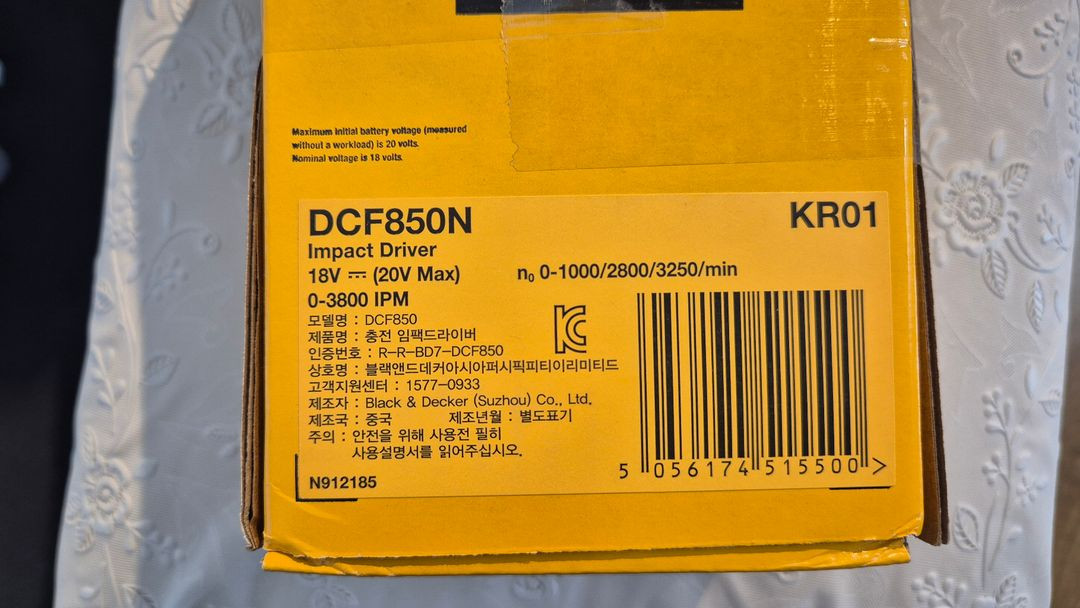 Maximum initial battery voltage (measured
without a workload) is 20 volts.
Nominal voltage is 18 volts.
DCF850N
KR01
Impact Driver
18V ⎓ (20V Max)
n₀ 0-1000/2800/3250/min
0-3800 IPM
모델명 : DCF850
제품명 : 충전 임팩드라이버
인증번호 : R-R-BD7-DCF850
상호명 : 블랙앤드데커아시아퍼시픽피티이리미티드
고객지원센터 : 1577-0933
제조자 : Black & Decker (Suzhou) Co., Ltd.
제조국 : 중국 제조년월 : 별도표기
주의 : 안전을 위해 사용전 필히
사용설명서를 읽어주십시오.
N912185
5 056174 515500 >